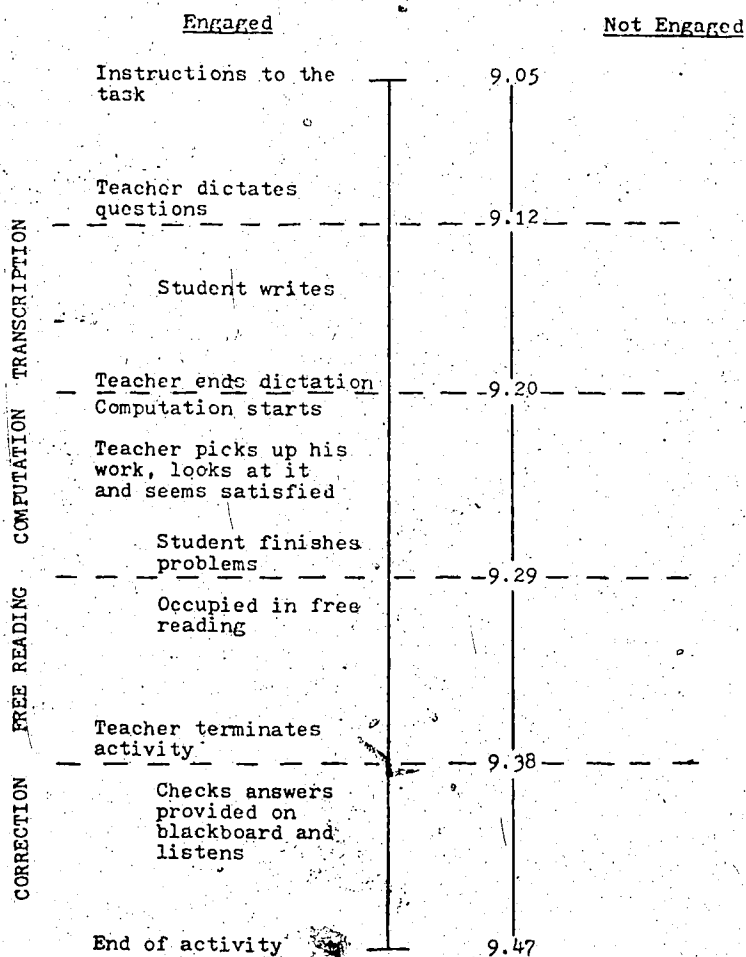 Engaged Not Engaged
Instructions to the 9.05
task
Teacher dictates
questions 9.12
TRANSCRIPTION
Student writes
Teacher ends dictation 9.20
Computation starts
COMPUTATION
Teacher picks up his
work, looks at it
and seems satisfied
Student finishes
problems 9.29
FREE READING
Occupied in free
reading
Teacher terminates
activity 9.38
CORRECTION
Checks answers
provided on
blackboard and
listens
End of activity 9.47